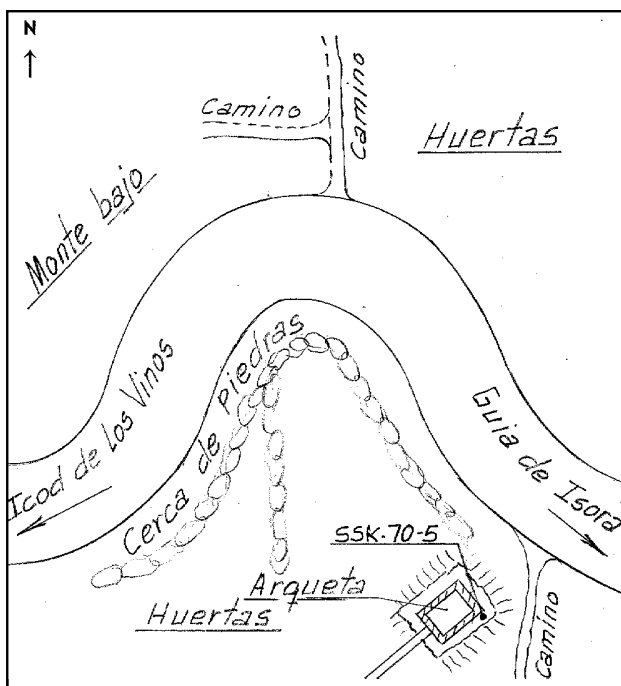 N
Camino
Camino
Huertas
Monte bajo
Cerca de piedras
Icod de Los Vinos
Guia de Isora
SSK-70-5
Arqueta
Huertas
Camino